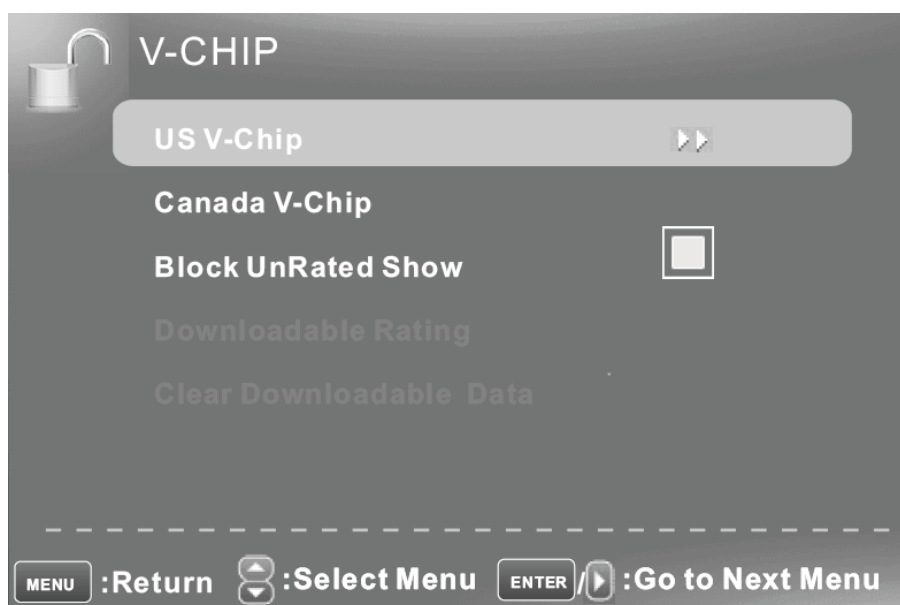 V-CHIP
US V-Chip
Canada V-Chip
Block UnRated Show
Downloadable Rating
Clear Downloadable Data
MENU :Return :Select Menu ENTER / :Go to Next Menu